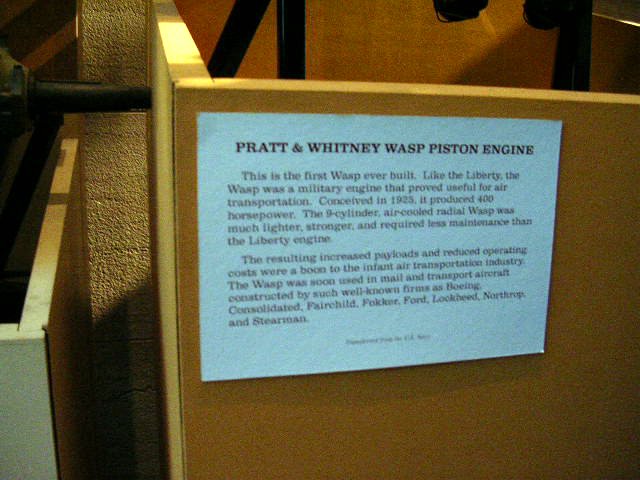 PRATT & WHITNEY WASP PISTON ENGINE
This is the first Wasp ever built. Like the Liberty, the
Wasp was a military engine that proved useful for air
transportation. Conceived in 1925, it produced 400
horsepower. The 9-cylinder, air-cooled radial Wasp was
much lighter, stronger, and required less maintenance than
the Liberty engine.
The resulting increased payloads and reduced operating
costs were a boon to the infant air transportation industry.
The Wasp was soon used in mail and transport aircraft
constructed by such well-known firms as Boeing,
Consolidated, Fairchild, Fokker, Ford, Lockheed, Northrop,
and Stearman.
Transferred from the U.S. Navy